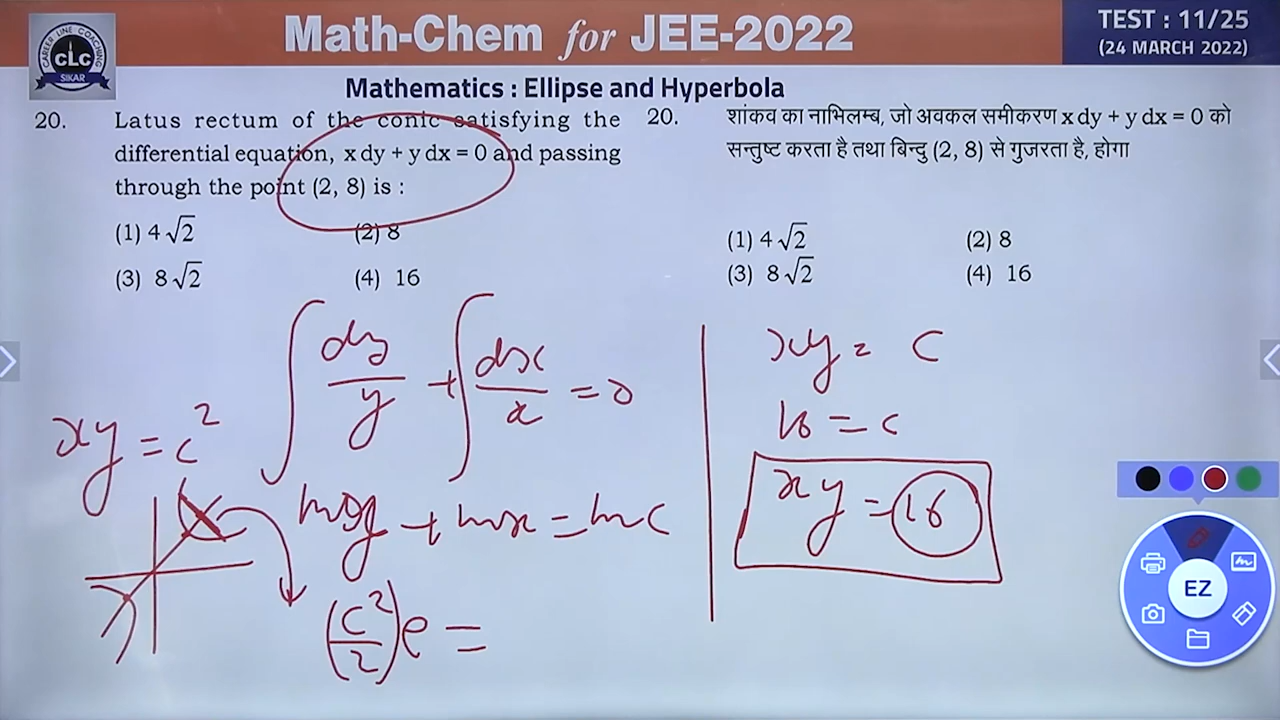 CAREER LINE COACHING
CLC
SIKAR
Math-Chem for JEE-2022
TEST : 11/25
(24 MARCH 2022)
Mathematics : Ellipse and Hyperbola
20. Latus rectum of the conic satisfying the
differential equation, x dy + y dx = 0 and passing
through the point (2, 8) is :
(1) 4√2 (2) 8
(3) 8√2 (4) 16
20. शांकव का नाभिलम्ब, जो अवकल समीकरण x dy + y dx = 0 को
सन्तुष्ट करता है तथा बिन्दु (2, 8) से गुजरता है, होगा
(1) 4√2 (2) 8
(3) 8√2 (4) 16
∫ dy/y + ∫ dx/x = 0
xy = c²
lny + lnx = lnc
(c²/2) e =
xy = c
16 = c
xy = 16
EZ